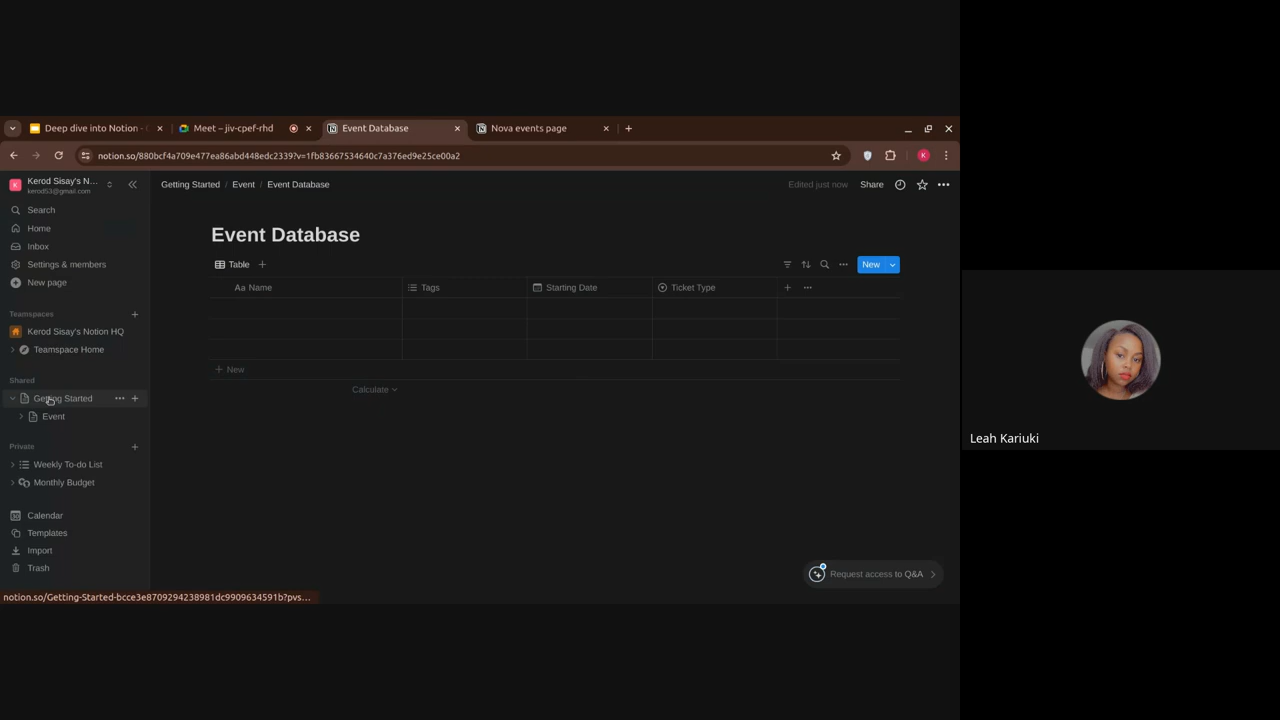 Deep dive into Notion - G
Meet – jiv-cpef-rhd
Event Database
Nova events page
notion.so/880bcf4a709e477ea86abd448edc2339?v=1fb83667534640c7a376ed9e25ce00a2
K
K
Kerod Sisay's N...
kerod53@gmail.com
Getting Started / Event / Event Database
Edited just now
Share
Search
Home
Inbox
Settings & members
New page
Teamspaces
Kerod Sisay's Notion HQ
Teamspace Home
Shared
Getting Started
Event
Private
Weekly To-do List
Monthly Budget
Calendar
Templates
Import
Trash
Event Database
Table
New
Aa Name
Tags
Starting Date
Ticket Type
New
Calculate
Request access to Q&A
notion.so/Getting-Started-bcce3e8709294238981dc9909634591b?pvs...
Leah Kariuki